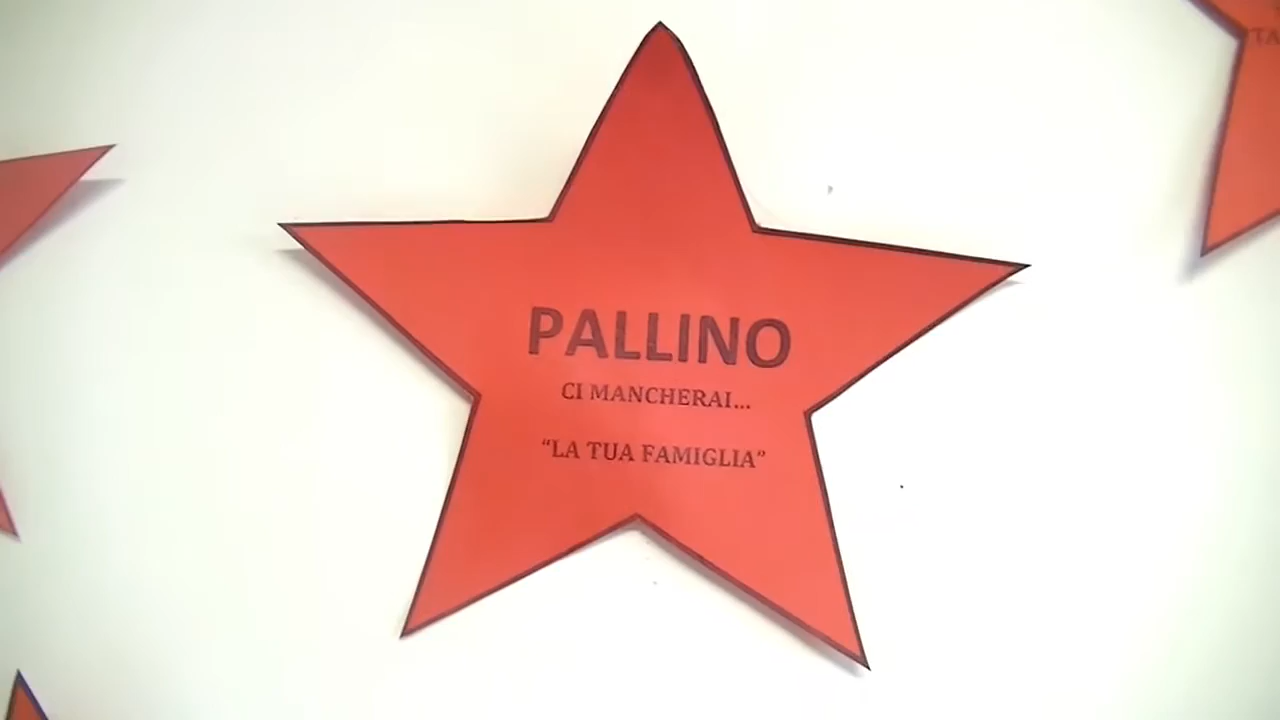 PALLINO
CI MANCHERAI...
“LA TUA FAMIGLIA”